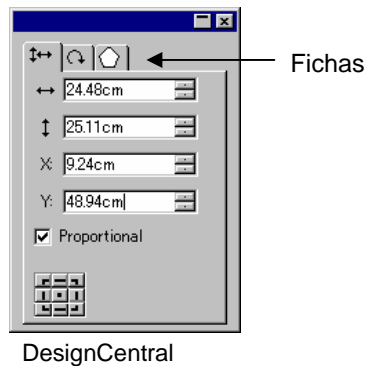 Fichas
24.48cm
25.11cm
X: 9.24cm
Y: 48.94cm
Proportional
DesignCentral